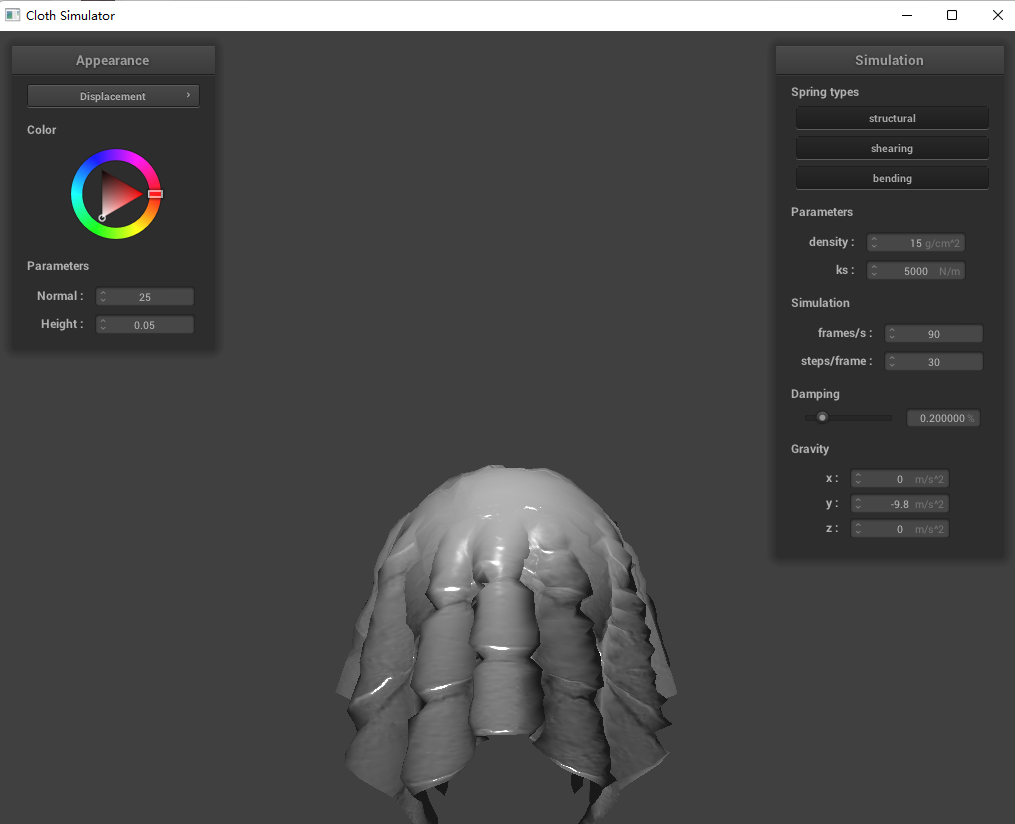 Cloth Simulator
Appearance
Displacement
Color
Parameters
Normal : 25
Height : 0.05
Simulation
Spring types
structural
shearing
bending
Parameters
density : 15 g/cm^2
ks : 5000 N/m
Simulation
frames/s : 90
steps/frame : 30
Damping
0.200000 %
Gravity
x : 0 m/s^2
y : -9.8 m/s^2
z : 0 m/s^2